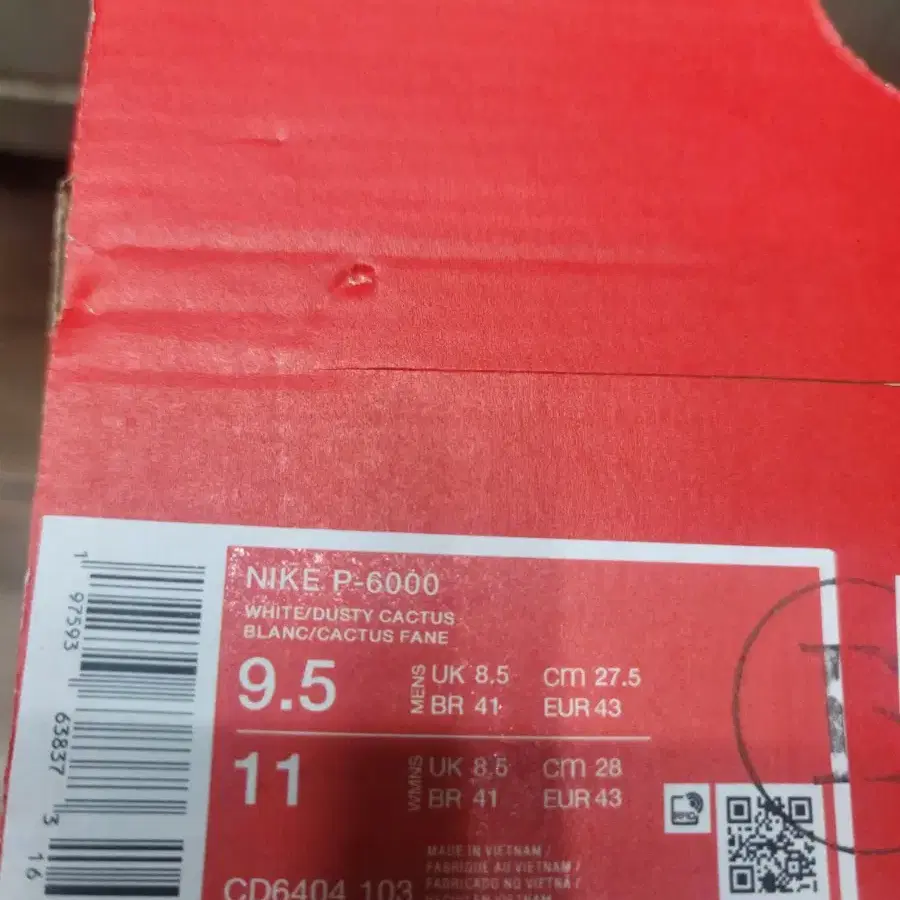 NIKE P-6000
WHITE/DUSTY CACTUS
BLANC/CACTUS FANE
9.5 MENS UK 8.5 cm 27.5
BR 41 EUR 43
11 WMNS UK 8.5 cm 28
BR 41 EUR 43
MADE IN VIETNAM /
FABRIQUE AU VIETNAM /
FABRICADO NO VIETNÃ /
CD6404 103
1 97593 63837 3 16
RFID